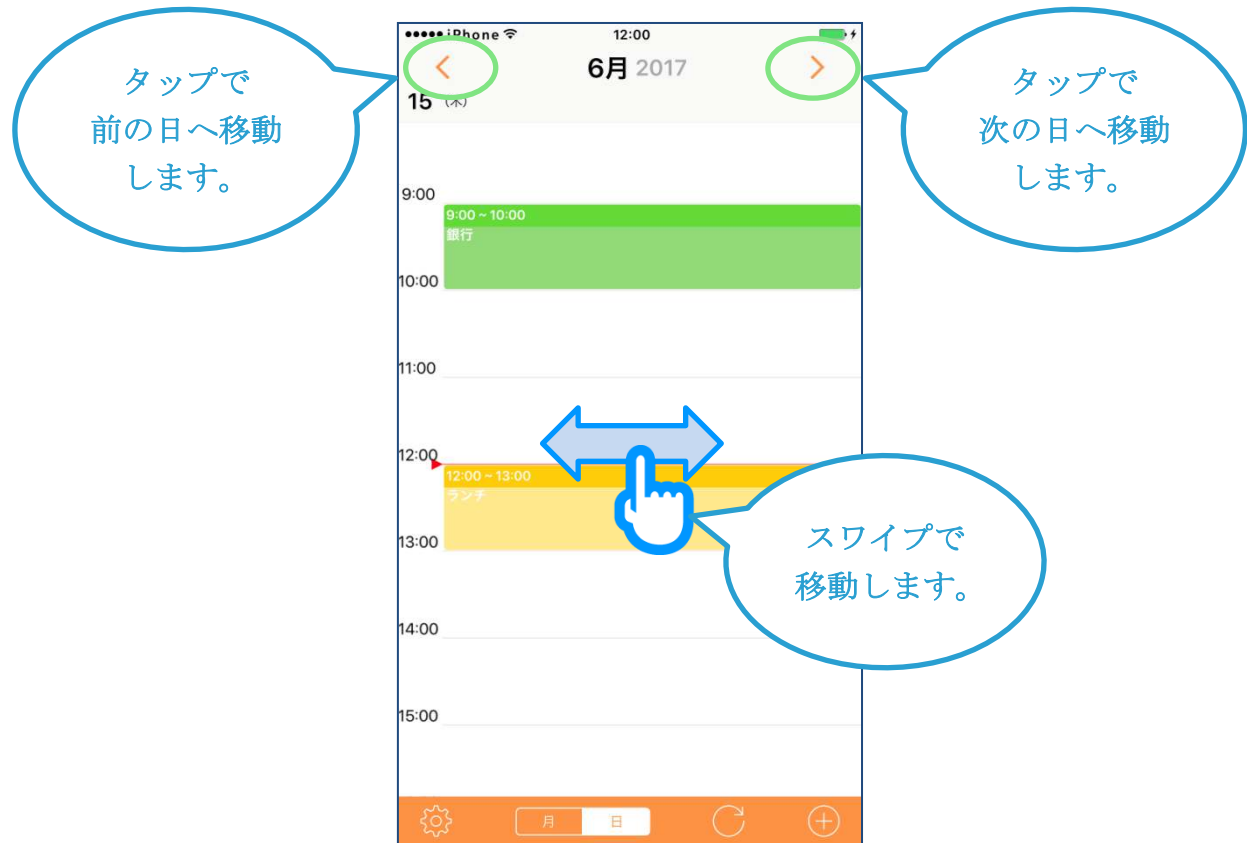 ●●●●● iPhone 12:00
6月 2017
15 (木)
タップで
前の日へ移動
します。
タップで
次の日へ移動
します。
9:00
9:00 ~ 10:00
銀行
10:00
11:00
12:00
12:00 ~ 13:00
ランチ
スワイプで
移動します。
13:00
14:00
15:00
月 日